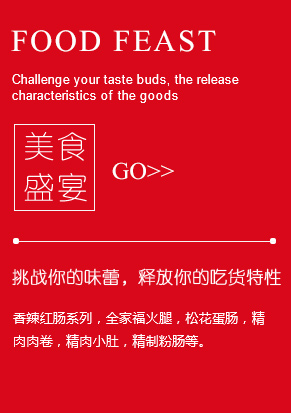 FOOD FEAST
Challenge your taste buds, the release
characteristics of the goods
美食
盛宴
GO>>
挑战你的味蕾，释放你的吃货特性
香辣红肠系列，全家福火腿，松花蛋肠，精
肉肉卷，精肉小肚，精制粉肠等。